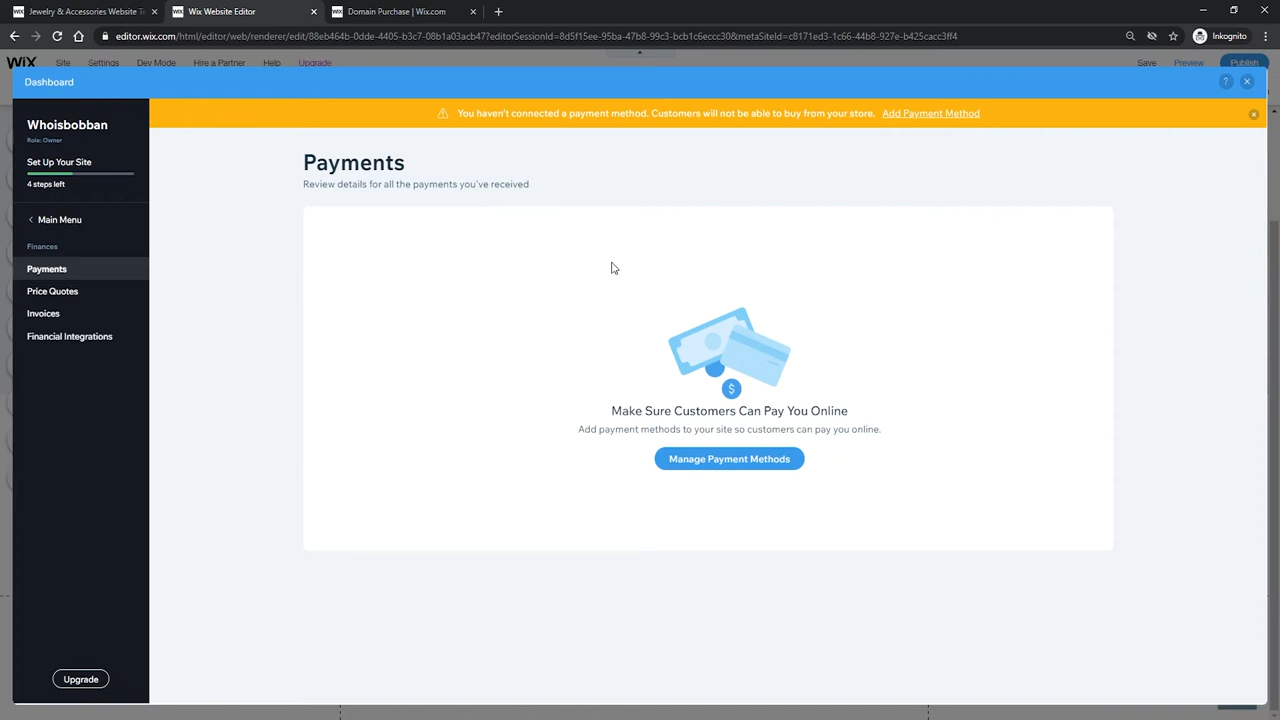 Jewelry & Accessories Website Te
Wix Website Editor
Domain Purchase | Wix.com
editor.wix.com/html/editor/web/renderer/edit/88eb464b-0dde-4405-b3c7-08b1a03acb47?editorSessionId=8d5f15ee-95ba-47b8-99c3-bcb1c6eccc30&metaSiteId=c8171ed3-1c66-44b8-927e-b425cacc3ff4
Inkognito
WiX
Site
Settings
Dev Mode
Hire a Partner
Help
Upgrade
Save
Preview
Publish
Dashboard
?
You haven't connected a payment method. Customers will not be able to buy from your store. Add Payment Method
Whoisbobban
Role: Owner
Set Up Your Site
4 steps left
Main Menu
Finances
Payments
Price Quotes
Invoices
Financial Integrations
Upgrade
Payments
Review details for all the payments you've received
$
Make Sure Customers Can Pay You Online
Add payment methods to your site so customers can pay you online.
Manage Payment Methods